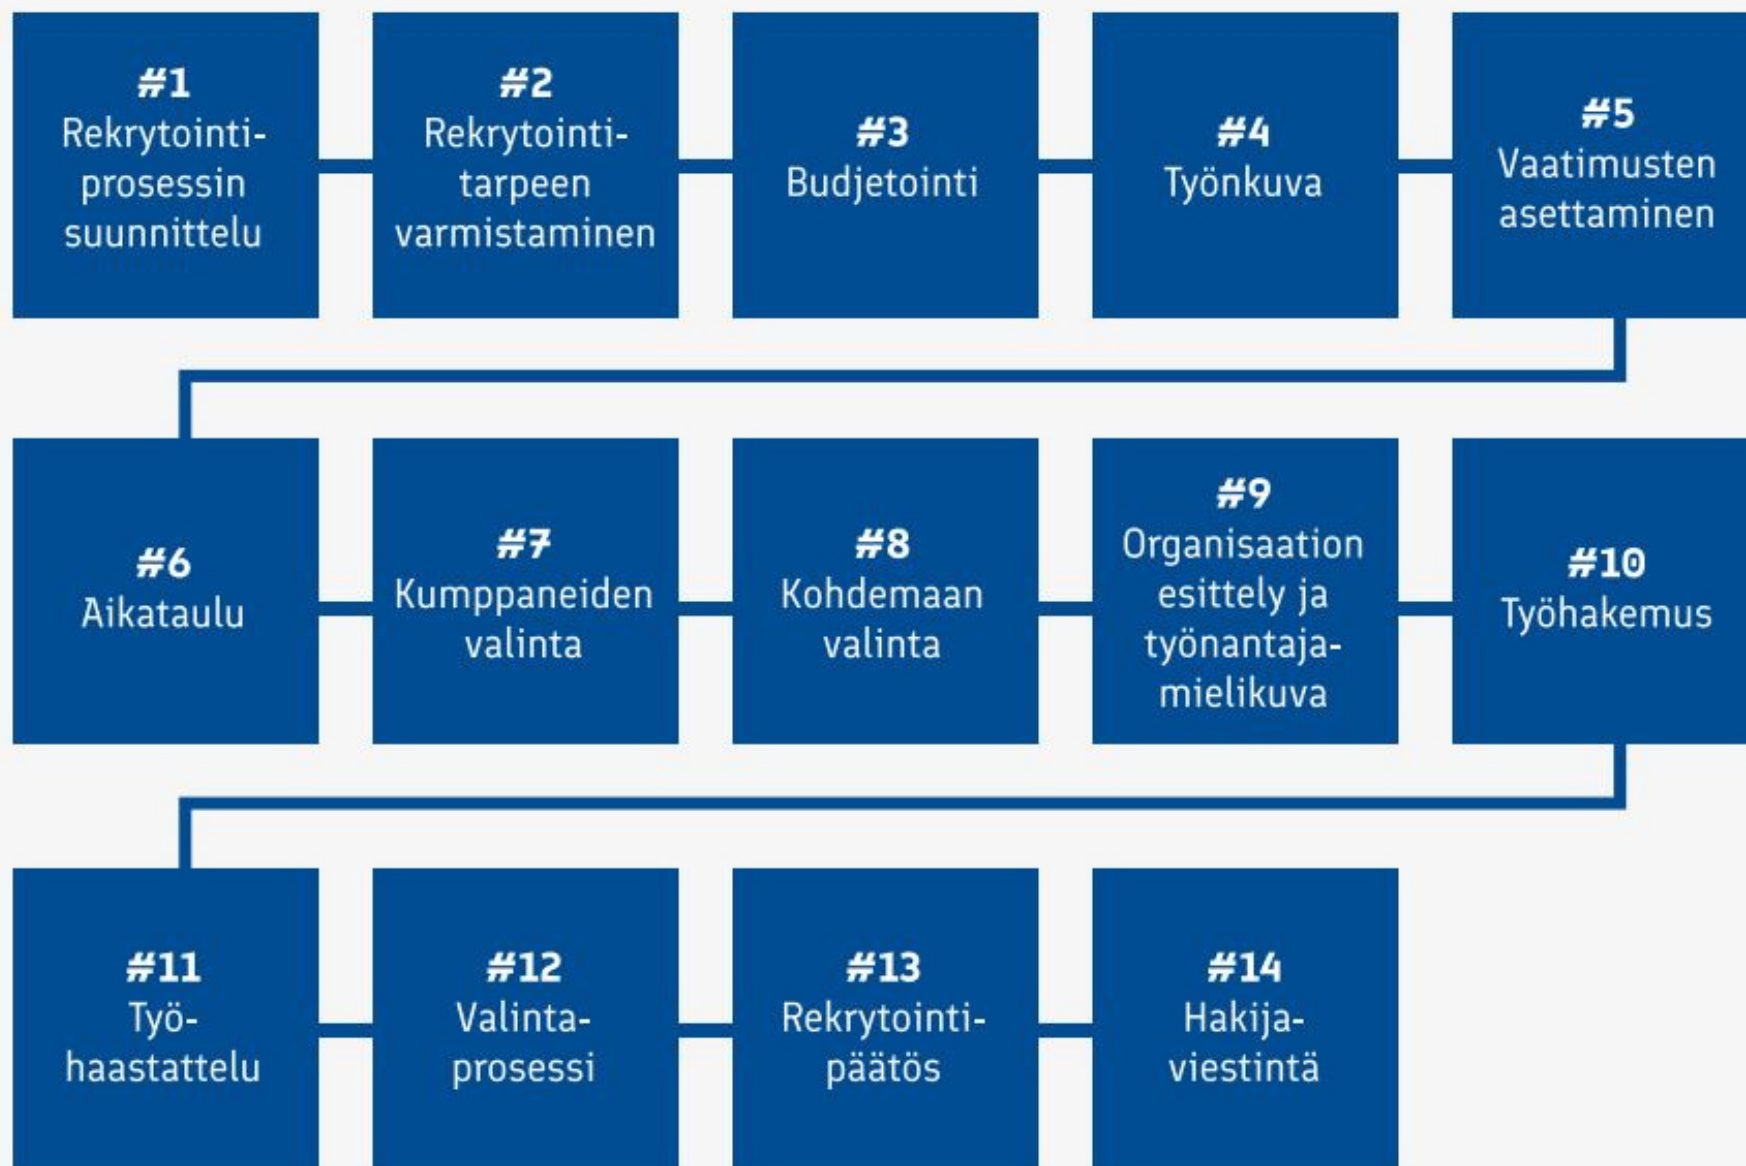 #1
Rekrytointi-
prosessin
suunnittelu
#2
Rekrytointi-
tarpeen
varmistaminen
#3
Budjetointi
#4
Työnkuva
#5
Vaatimusten
asettaminen
#6
Aikataulu
#7
Kumppaneiden
valinta
#8
Kohdemaan
valinta
#9
Organisaation
esittely ja
työnantaja-
mielikuva
#10
Työhakemus
#11
Työ-
haastattelu
#12
Valinta-
prosessi
#13
Rekrytointi-
päätös
#14
Hakija-
viestintä